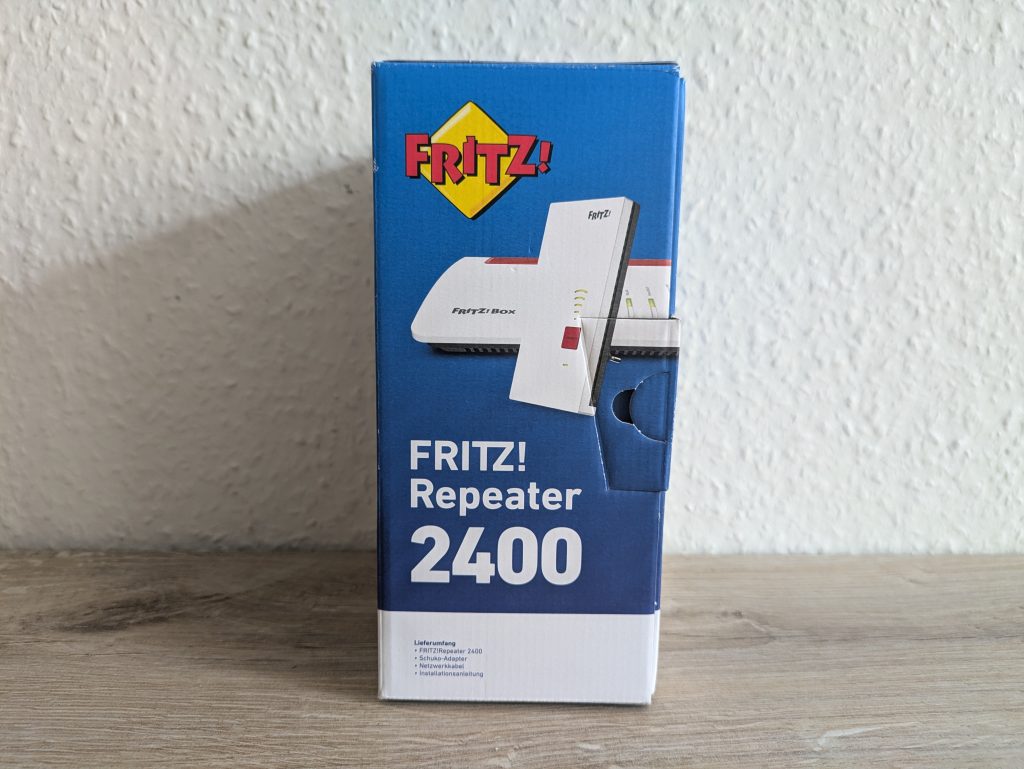 FRITZ!
FRITZ!
FRITZ!Box
FRITZ!
Repeater
2400
Lieferumfang
• FRITZ!Repeater 2400
• Schuko-Adapter
• Netzwerkkabel
• Installationsanleitung